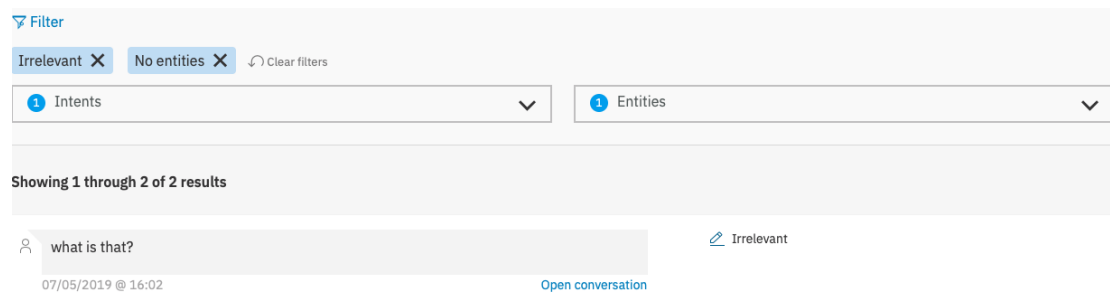 Filter
Irrelevant No entities Clear filters
1 Intents 1 Entities
Showing 1 through 2 of 2 results
what is that? Irrelevant
07/05/2019 @ 16:02 Open conversation